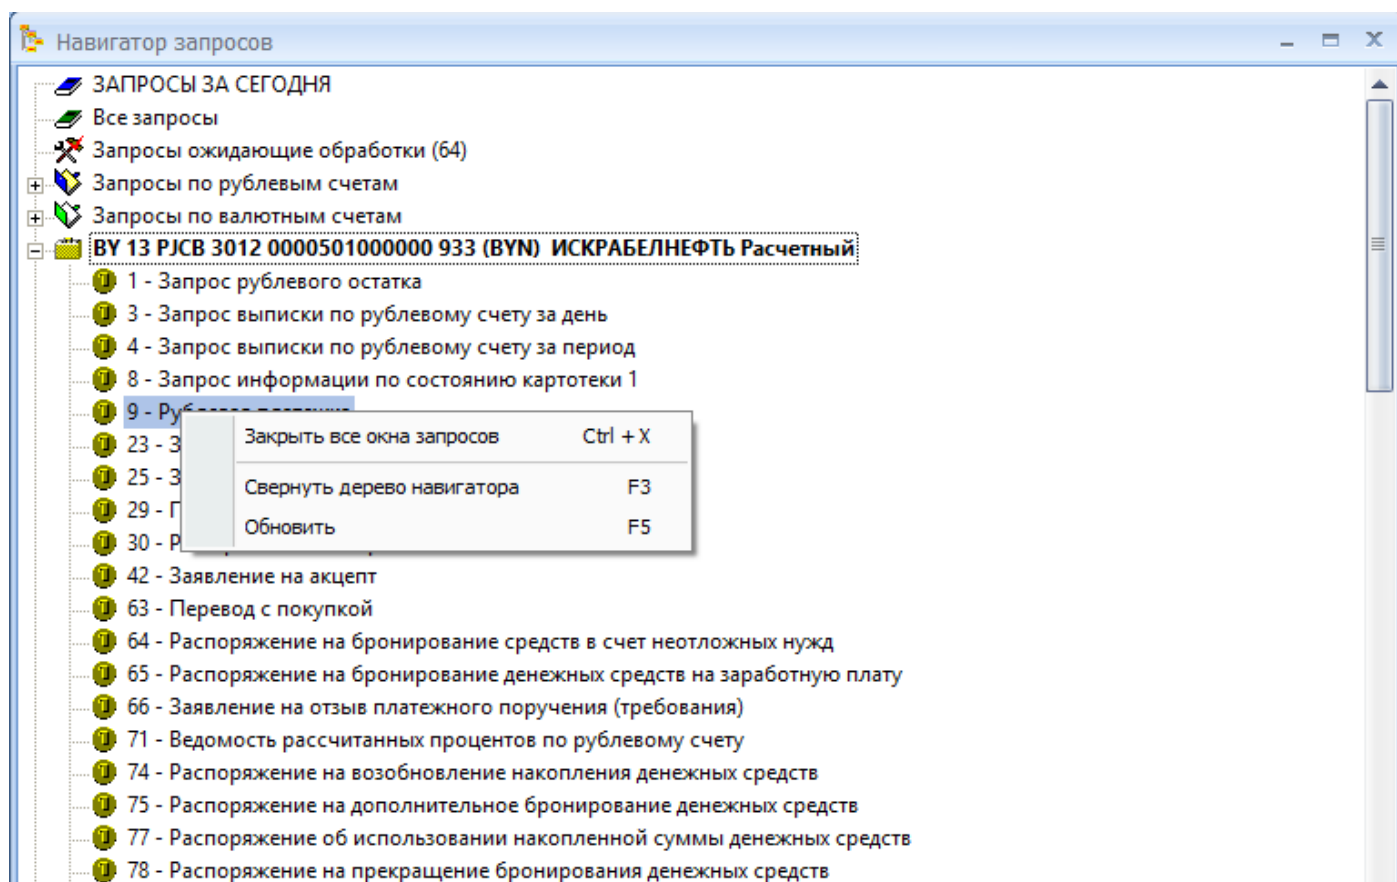 Навигатор запросов
ЗАПРОСЫ ЗА СЕГОДНЯ
Все запросы
Запросы ожидающие обработки (64)
Запросы по рублевым счетам
Запросы по валютным счетам
BY 13 PJCB 3012 0000501000000 933 (BYN) ИСКРАБЕЛНЕФТЬ Расчетный
1 - Запрос рублевого остатка
3 - Запрос выписки по рублевому счету за день
4 - Запрос выписки по рублевому счету за период
8 - Запрос информации по состоянию картотеки 1
9 -
Закрыть все окна запросов Ctrl + X
23 - З
25 - З
Свернуть дерево навигатора F3
29 - П
Обновить F5
30 - Р
42 - Заявление на акцепт
63 - Перевод с покупкой
64 - Распоряжение на бронирование средств в счет неотложных нужд
65 - Распоряжение на бронирование денежных средств на заработную плату
66 - Заявление на отзыв платежного поручения (требования)
71 - Ведомость рассчитанных процентов по рублевому счету
74 - Распоряжение на возобновление накопления денежных средств
75 - Распоряжение на дополнительное бронирование денежных средств
77 - Распоряжение об использовании накопленной суммы денежных средств
78 - Распоряжение на прекращение бронирования денежных средств